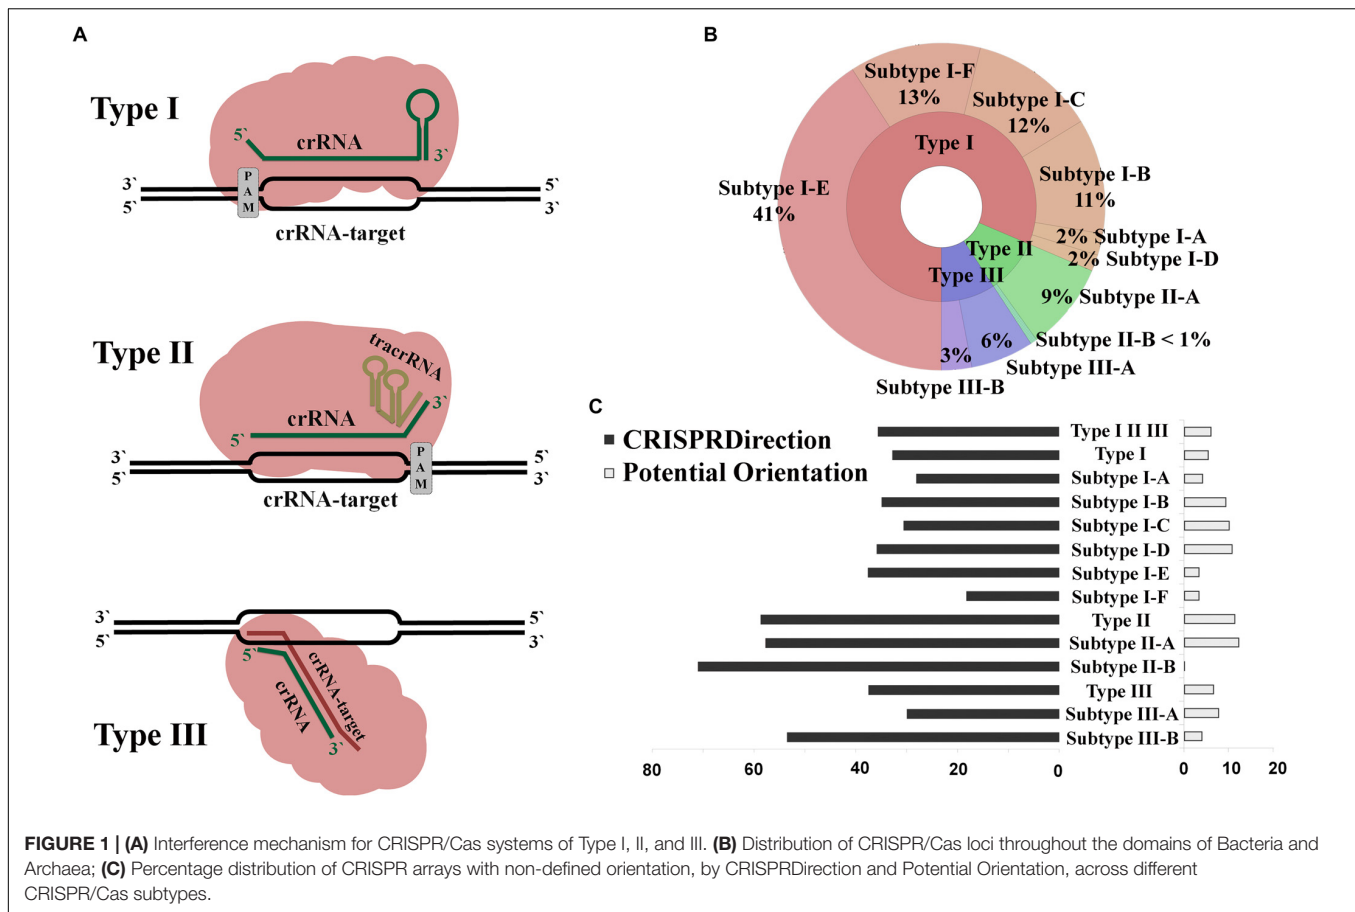 (A)
Type I
5`
crRNA
3`
3`
5`
PAM
5`
3`
crRNA-target
Type II
tracrRNA
3`
crRNA
5`
3`
5`
PAM
5`
3`
crRNA-target
3`
5`
5`
3`
5`
crRNA-target
crRNA
3`
Type III
B
Subtype I-F
13%
Subtype I-C
12%
Type I
Subtype I-B
11%
Subtype I-E
41%
2% Subtype I-A
2% Subtype I-D
Type II
Type III
9% Subtype II-A
Subtype II-B < 1%
6%
3%
Subtype III-A
Subtype III-B
C
CRISPRDirection
Potential Orientation
Type I II III
Type I
Subtype I-A
Subtype I-B
Subtype I-C
Subtype I-D
Subtype I-E
Subtype I-F
Type II
Subtype II-A
Subtype II-B
Type III
Subtype III-A
Subtype III-B
80 60 40 20 0 0 10 20
FIGURE 1 | (A) Interference mechanism for CRISPR/Cas systems of Type I, II, and III. (B) Distribution of CRISPR/Cas loci throughout the domains of Bacteria and
Archaea; (C) Percentage distribution of CRISPR arrays with non-defined orientation, by CRISPRDirection and Potential Orientation, across different
CRISPR/Cas subtypes.